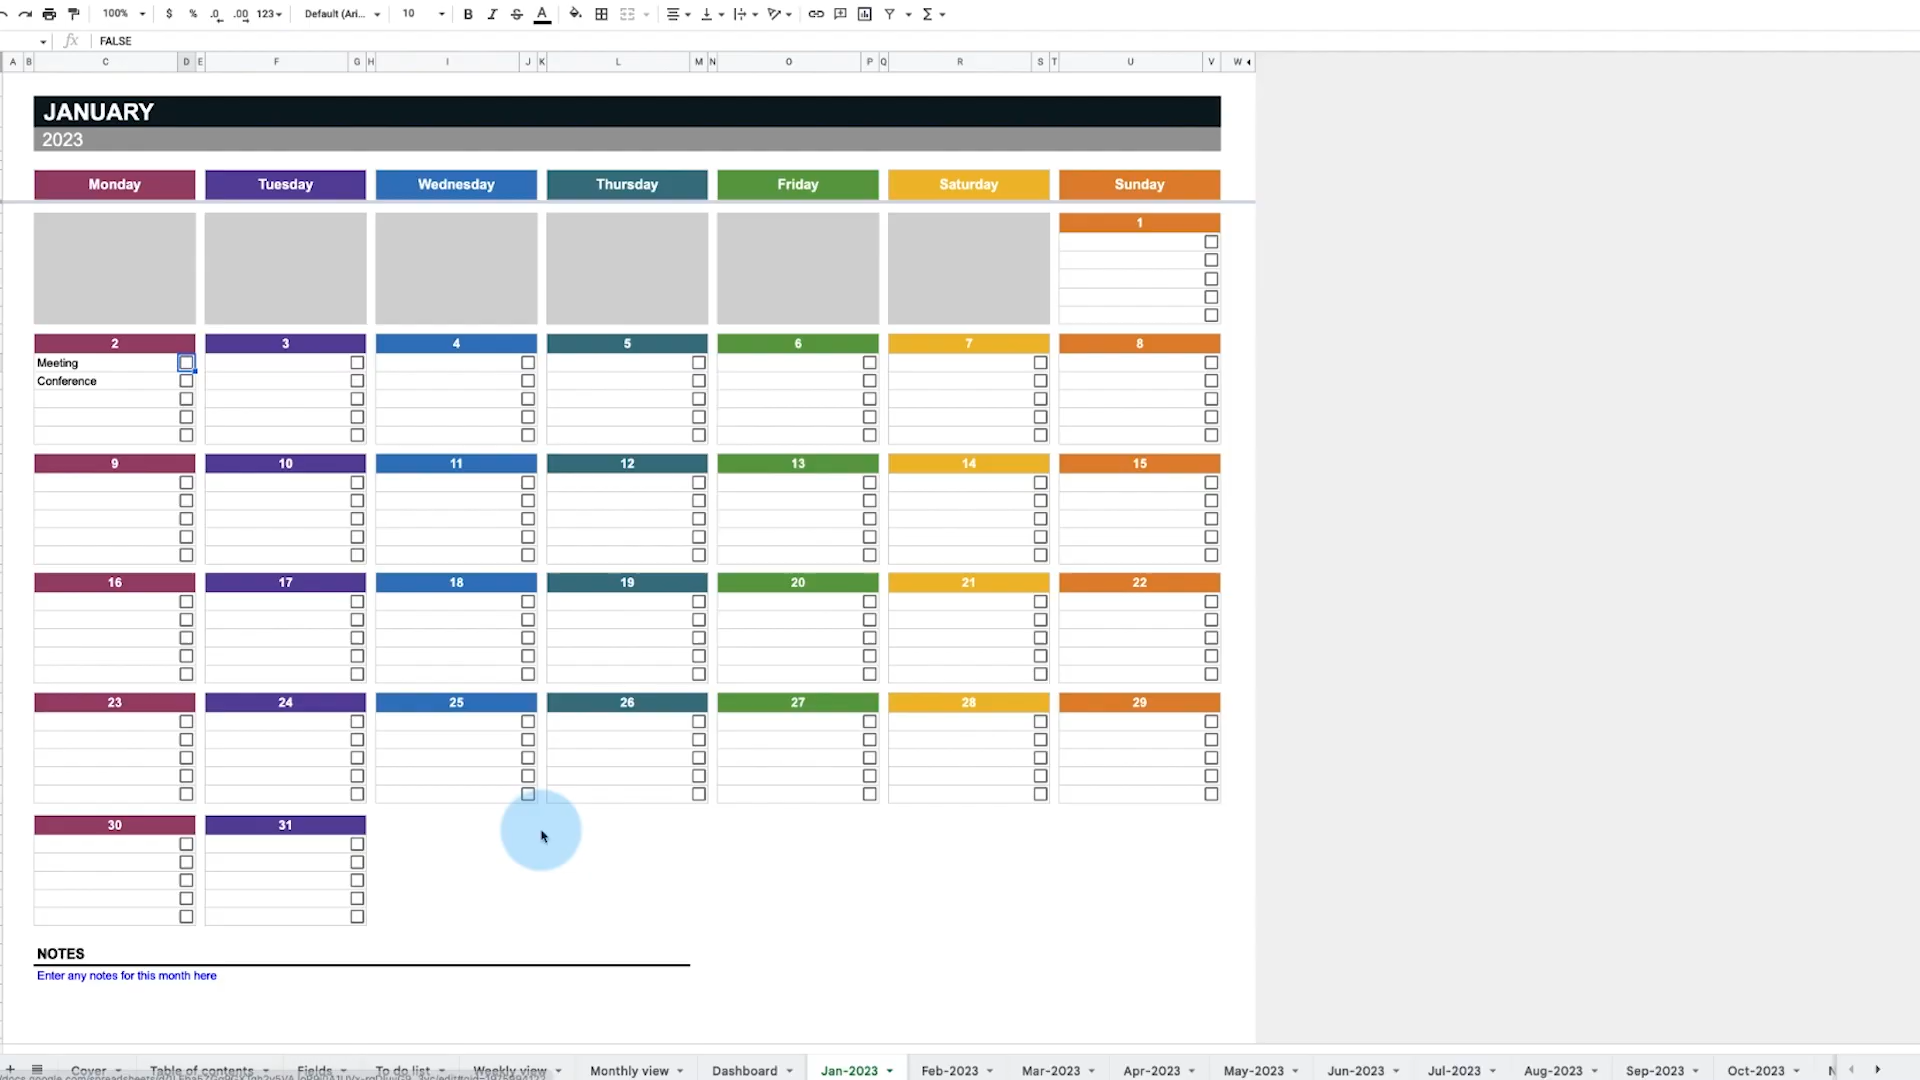 $ % .0 .00 123 Default (Ari... 10 B I S A
100%
fx FALSE
A B C D E F G H I J K L M N O P Q R S T U V W
JANUARY
2023
Monday Tuesday Wednesday Thursday Friday Saturday Sunday
1
2 3 4 5 6 7 8
Meeting
Conference
9 10 11 12 13 14 15
16 17 18 19 20 21 22
23 24 25 26 27 28 29
30 31
NOTES
Enter any notes for this month here
Cover Table of contents Fields To do list Weekly view Monthly view Dashboard Jan-2023 Feb-2023 Mar-2023 Apr-2023 May-2023 Jun-2023 Jul-2023 Aug-2023 Sep-2023 Oct-2023 N